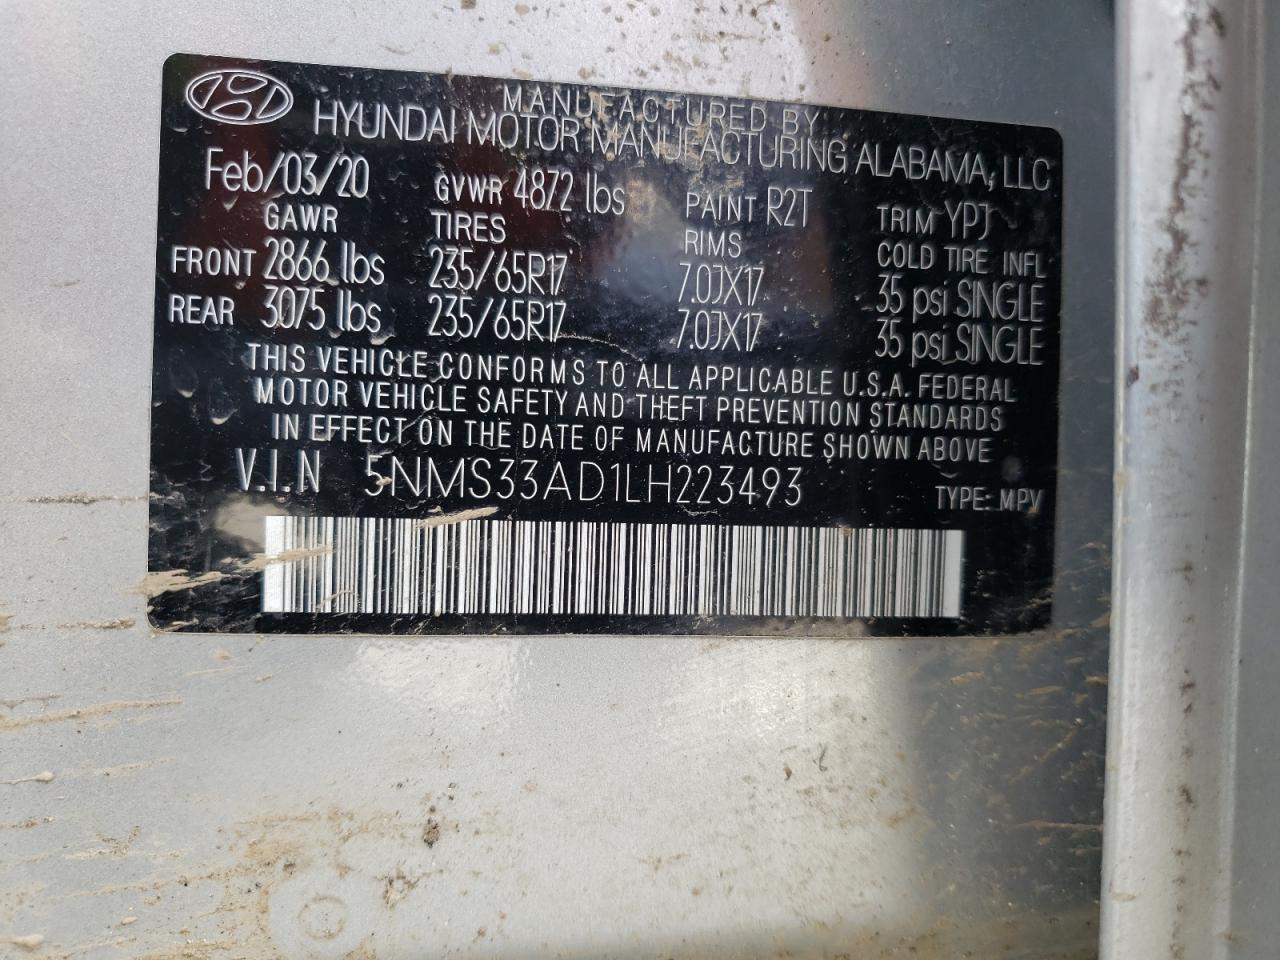 MANUFACTURED BY
HYUNDAI MOTOR MANUFACTURING ALABAMA, LLC
Feb/03/20 GVWR 4872 lbs PAINT R2T TRIM YPJ
GAWR TIRES RIMS COLD TIRE INFL
FRONT 2866 lbs 235/65R17 7.0JX17 35 psi SINGLE
REAR 3075 lbs 235/65R17 7.0JX17 35 psi SINGLE
THIS VEHICLE CONFORMS TO ALL APPLICABLE U.S.A. FEDERAL
MOTOR VEHICLE SAFETY AND THEFT PREVENTION STANDARDS
IN EFFECT ON THE DATE OF MANUFACTURE SHOWN ABOVE
V.I.N 5NMS33AD1LH223493 TYPE: MPV